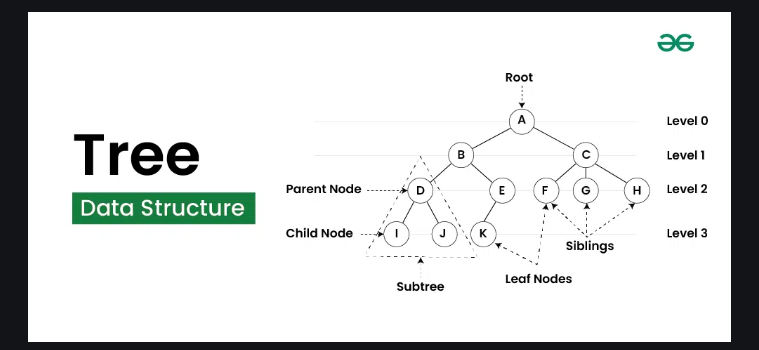 Root
A
Level 0
Tree
B
C
Level 1
Data Structure
Parent Node
D
E
F
G
H
Level 2
Child Node
I
J
K
Siblings
Level 3
Subtree
Leaf Nodes